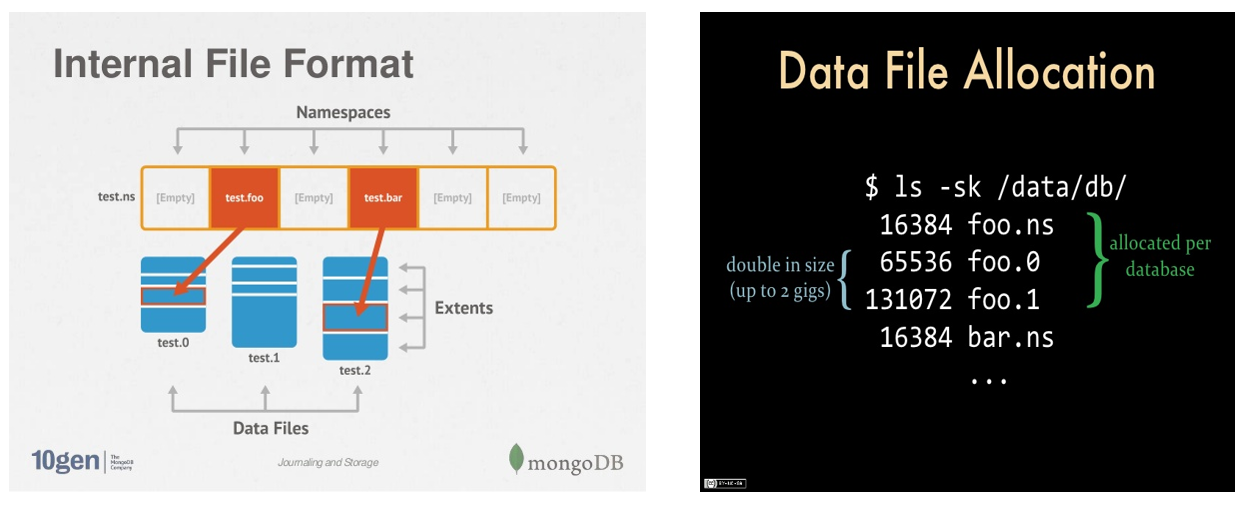 Internal File Format
Namespaces
test.ns
[Empty] test.foo [Empty] test.bar [Empty] [Empty]
Extents
test.0
test.1
test.2
Data Files
10gen The MongoDB Company
Journaling and Storage
mongoDB
Data File Allocation
$ ls -sk /data/db/
16384 foo.ns
65536 foo.0
131072 foo.1
16384 bar.ns
...
double in size
(up to 2 gigs)
allocated per
database
(cc) BY-NC-SA